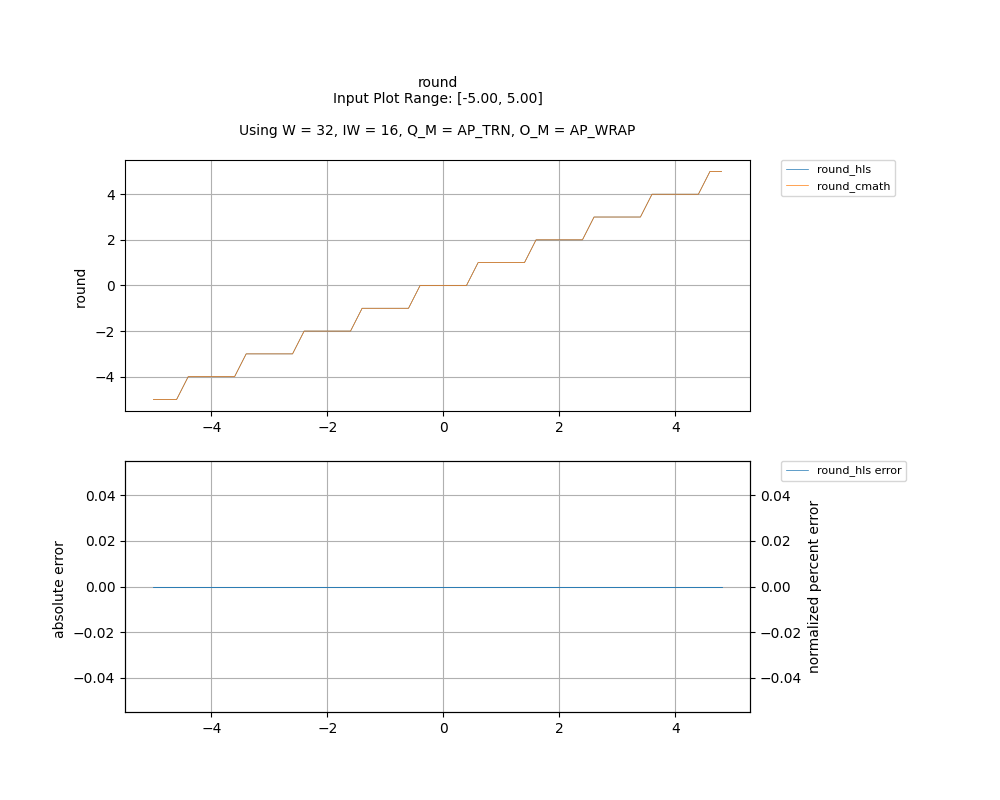 round
Input Plot Range: [-5.00, 5.00]
Using W = 32, IW = 16, Q_M = AP_TRN, O_M = AP_WRAP
round_hls
round_cmath
4
2
0
−2
−4
round
−4
−2
0
2
4
round_hls error
0.04
0.02
0.00
−0.02
−0.04
absolute error
0.04
0.02
0.00
−0.02
−0.04
normalized percent error
−4
−2
0
2
4